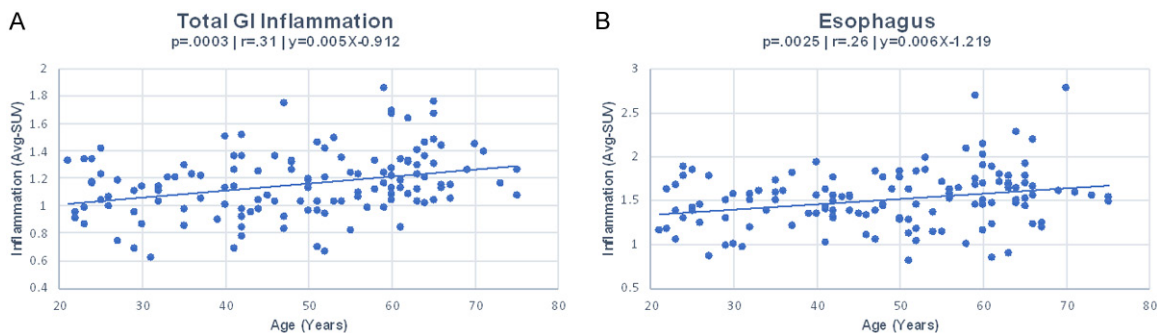 A
Total GI Inflammation
p=.0003 | r=.31 | y=0.005X-0.912
Inflammation (Avg-SUV)
2
1.8
1.6
1.4
1.2
1
0.8
0.6
0.4
20 30 40 50 60 70 80
Age (Years)
B
Esophagus
p=.0025 | r=.26 | y=0.006X-1.219
Inflammation (Avg-SUV)
3
2.5
2
1.5
1
0.5
20 30 40 50 60 70 80
Age (Years)